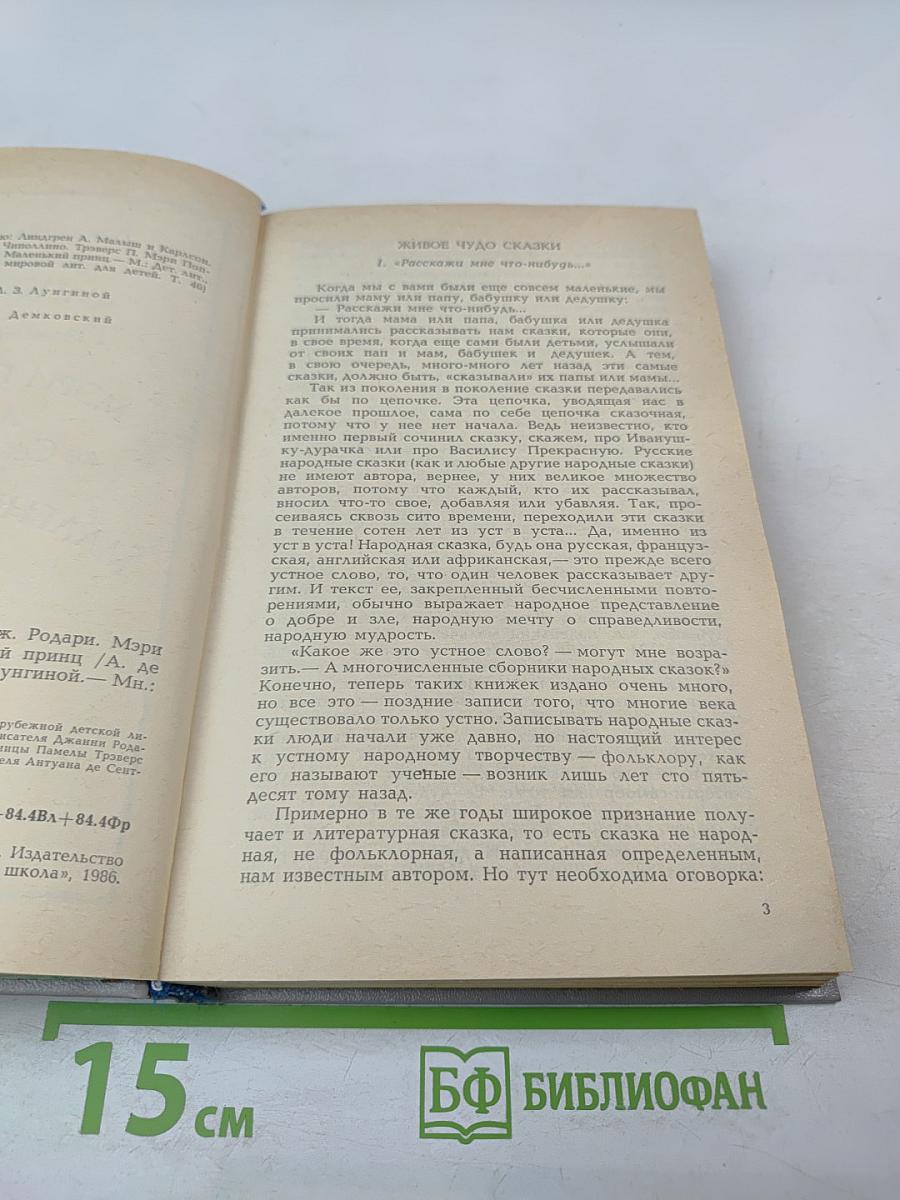 ю: Линдгрен А. Малыш и Карлсон.
Чиполлино. Трэверс П. Мэри Поп-
Маленький принц — М.: Дет. лит.,
мировой лит. для детей. Т. 46)
. З. Лунгиной
Демковский
ж. Родари. Мэри
й принц /А. де
унгиной.— Мн.:
рубежной детской ли-
исателя Джанни Рода-
ницы Памелы Трэверс
теля Антуана де Сент-
-84.4Вл+84.4Фр
. Издательство
школа», 1986.
ЖИВОЕ ЧУДО СКАЗКИ
1. «Расскажи мне что-нибудь...»
Когда мы с вами были еще совсем маленькие, мы
просили маму или папу, бабушку или дедушку:
— Расскажи мне что-нибудь...
И тогда мама или папа, бабушка или дедушка
принимались рассказывать нам сказки, которые они,
в свое время, когда еще сами были детьми, услышали
от своих пап и мам, бабушек и дедушек. А тем,
в свою очередь, много-много лет назад эти самые
сказки, должно быть, «сказывали» их папы или мамы...
Так из поколения в поколение сказки передавались
как бы по цепочке. Эта цепочка, уводящая нас в
далекое прошлое, сама по себе цепочка сказочная,
потому что у нее нет начала. Ведь неизвестно, кто
именно первый сочинил сказку, скажем, про Ивануш-
ку-дурачка или про Василису Прекрасную. Русские
народные сказки (как и любые другие народные сказки)
не имеют автора, вернее, у них великое множество
авторов, потому что каждый, кто их рассказывал,
вносил что-то свое, добавляя или убавляя. Так, про-
сеиваясь сквозь сито времени, переходили эти сказки
в течение сотен лет из уст в уста... Да, именно из
уст в уста! Народная сказка, будь она русская, француз-
ская, английская или африканская,— это прежде всего
устное слово, то, что один человек рассказывает дру-
гим. И текст ее, закрепленный бесчисленными повто-
рениями, обычно выражает народное представление
о добре и зле, народную мечту о справедливости,
народную мудрость.
«Какое же это устное слово? — могут мне возра-
зить.— А многочисленные сборники народных сказок?»
Конечно, теперь таких книжек издано очень много,
но все это — поздние записи того, что многие века
существовало только устно. Записывать народные сказ-
ки люди начали уже давно, но настоящий интерес
к устному народному творчеству — фольклору, как
его называют ученые — возник лишь лет сто пять-
десят тому назад.
Примерно в те же годы широкое признание полу-
чает и литературная сказка, то есть сказка не народ-
ная, не фольклорная, а написанная определенным,
нам известным автором. Но тут необходима оговорка:
3
15 см
БФ БИБЛИОФАН